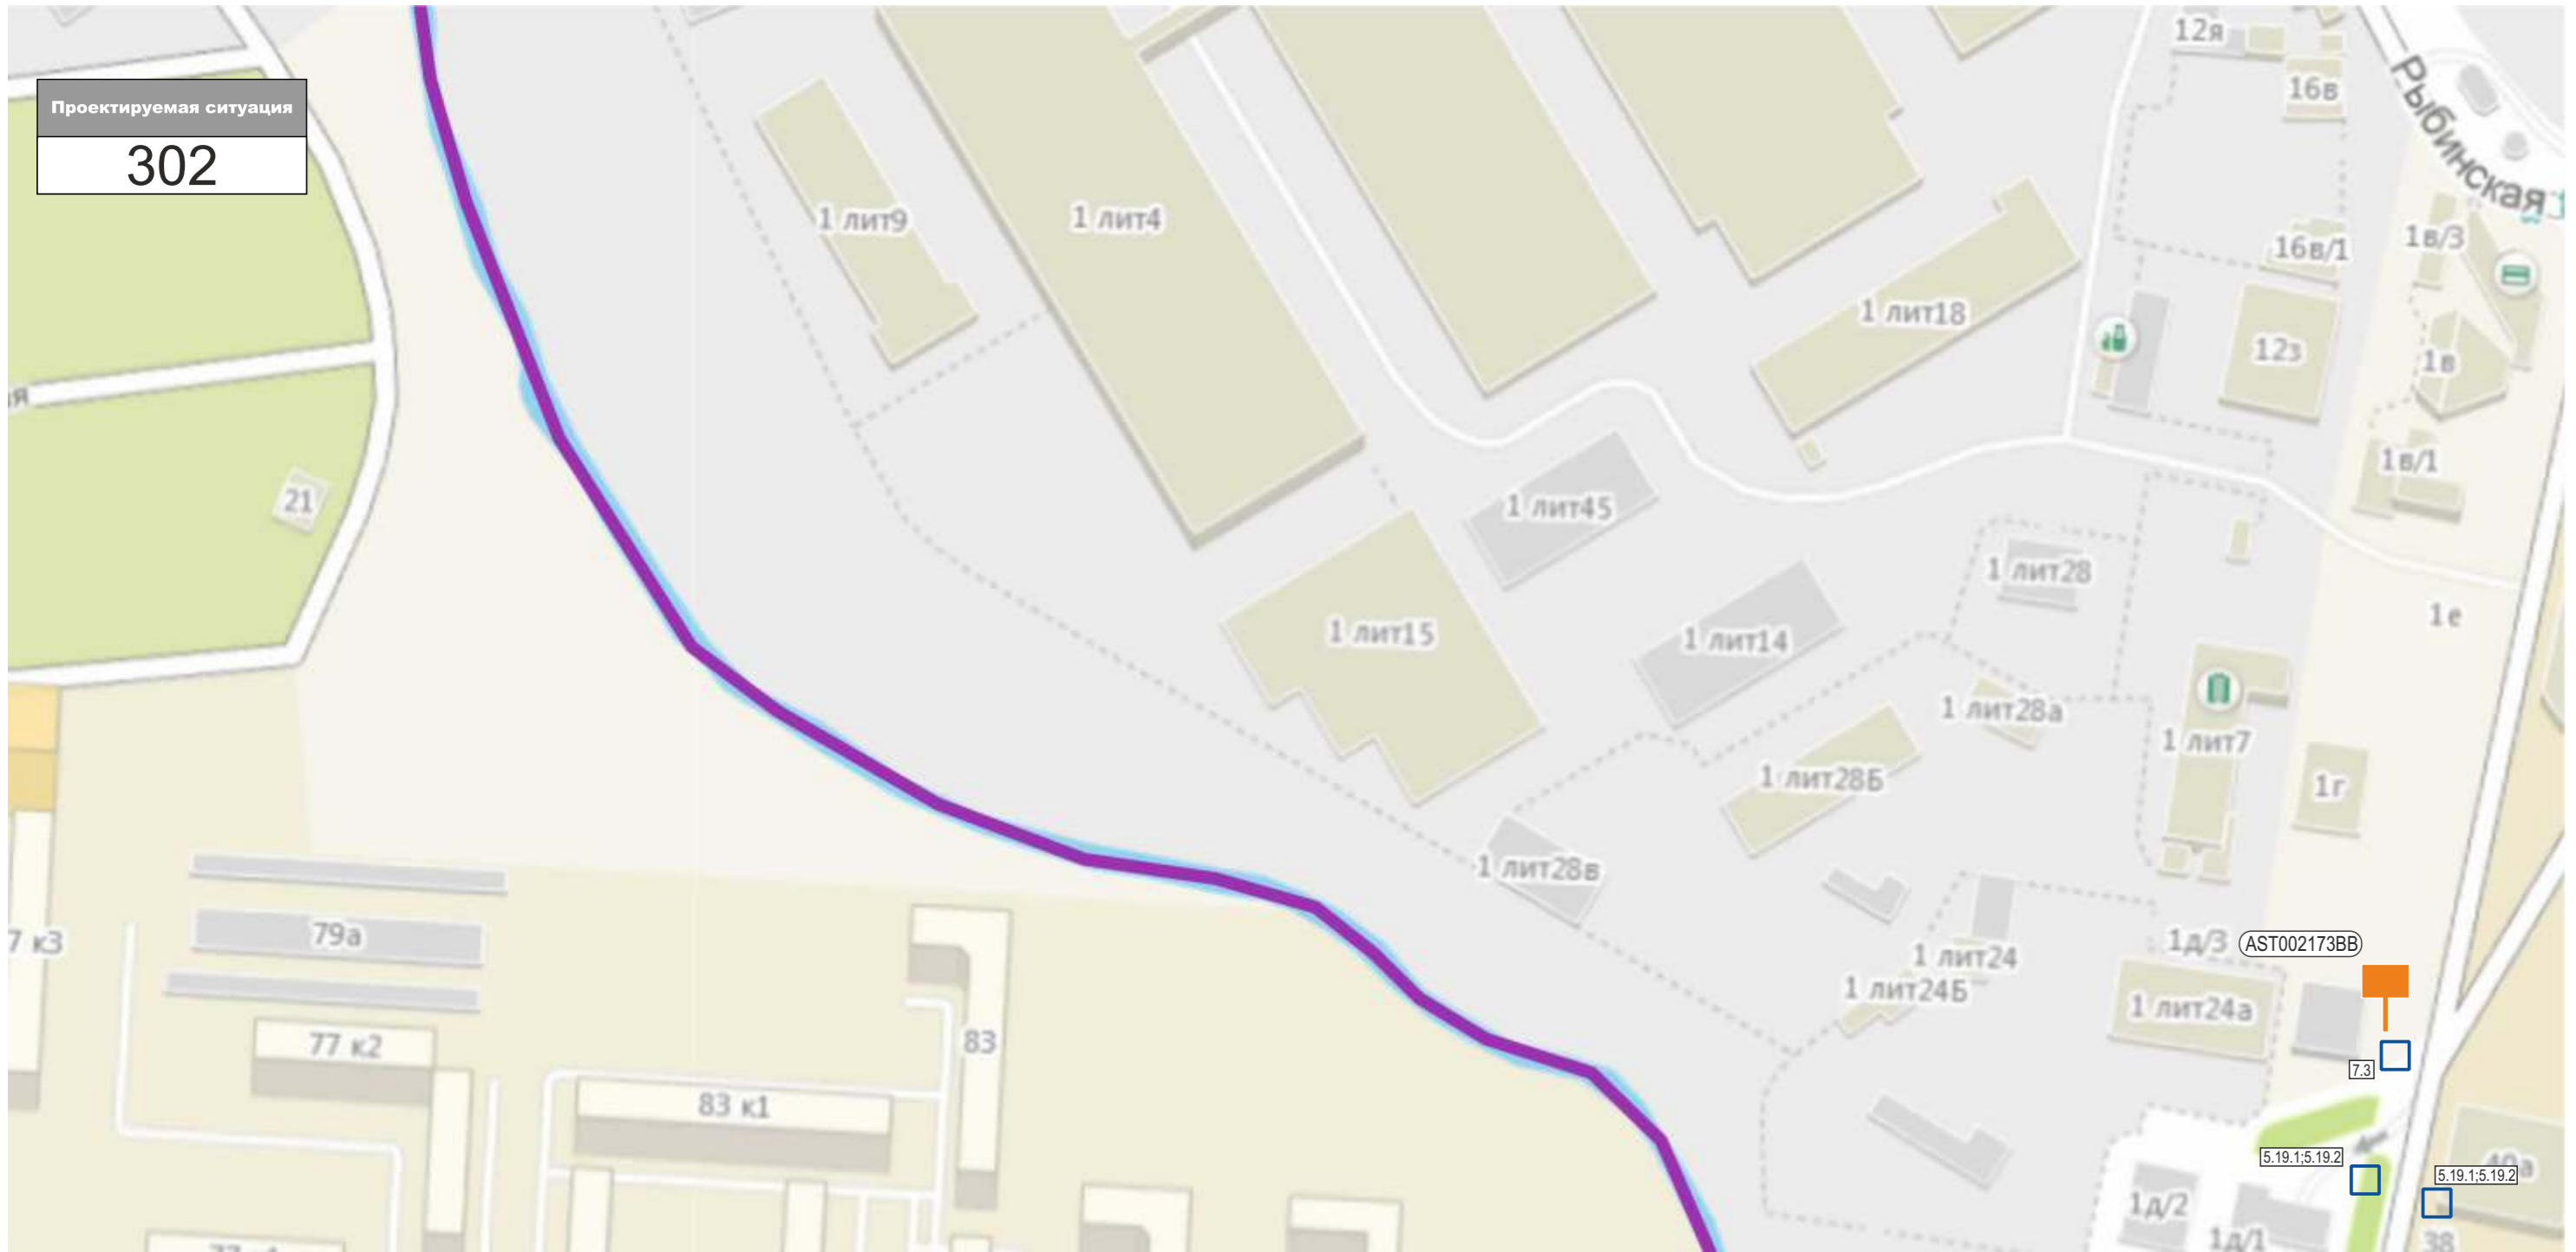 Проектируемая ситуация
302
12я
16в
Рыбинская
1 лит9
1 лит4
16в/1
1в/3
1 лит18
12з
1в
я
21
1в/1
1 лит45
1 лит28
1е
1 лит15
1 лит14
1 лит28а
1 лит7
1 лит28Б
1г
1 лит28в
7 к3
79а
1д/3
AST002173BB
1 лит24
1 лит24Б
1 лит24а
77 к2
83
7.3
83 к1
5.19.1;5.19.2
40а
5.19.1;5.19.2
1д/2
1д/1
38